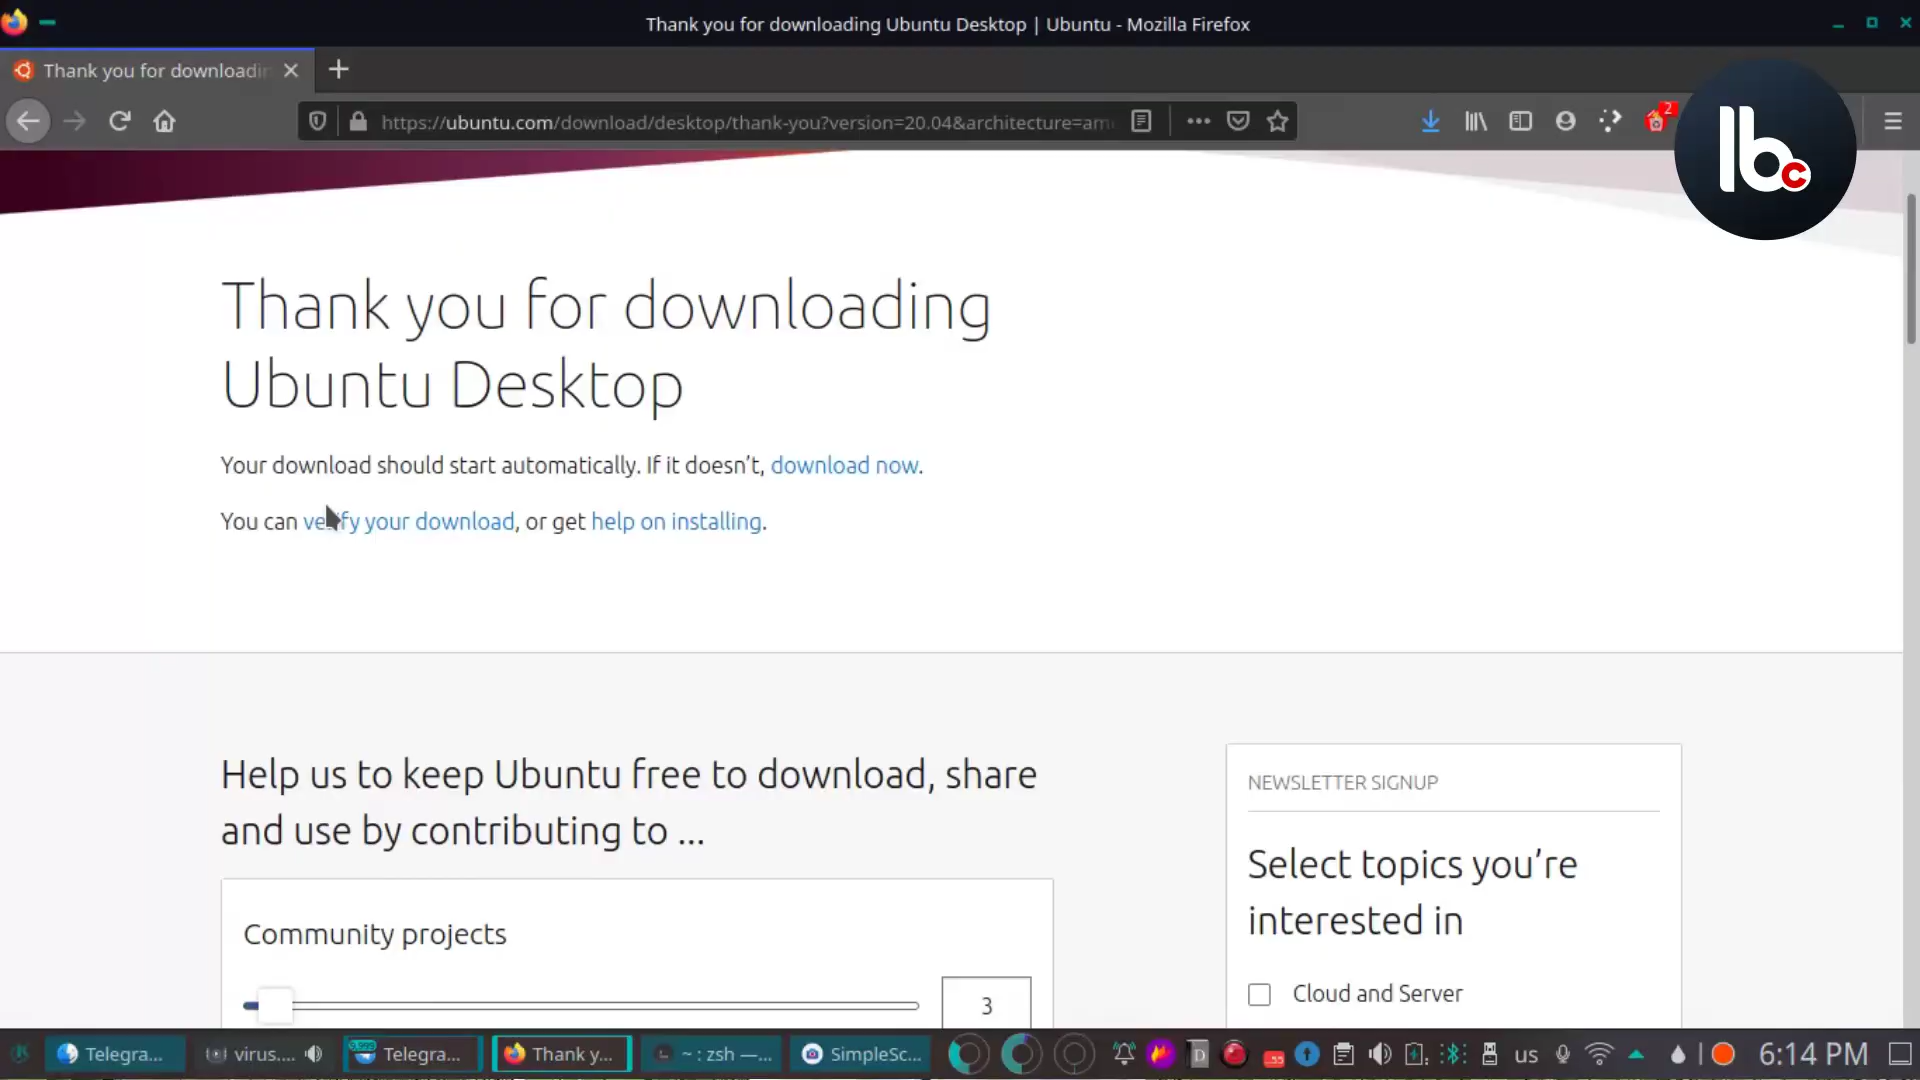 Thank you for downloading Ubuntu Desktop | Ubuntu - Mozilla Firefox
Thank you for downloadin
https://ubuntu.com/download/desktop/thank-you?version=20.04&architecture=am
2
lbc
Thank you for downloading
Ubuntu Desktop
Your download should start automatically. If it doesn’t, download now.
You can verify your download, or get help on installing.
Help us to keep Ubuntu free to download, share
and use by contributing to ...
Community projects
3
NEWSLETTER SIGNUP
Select topics you’re
interested in
Cloud and Server
Telegra... virus.... Telegra... Thank y... ~ : zsh —... SimpleSc... D us 6:14 PM